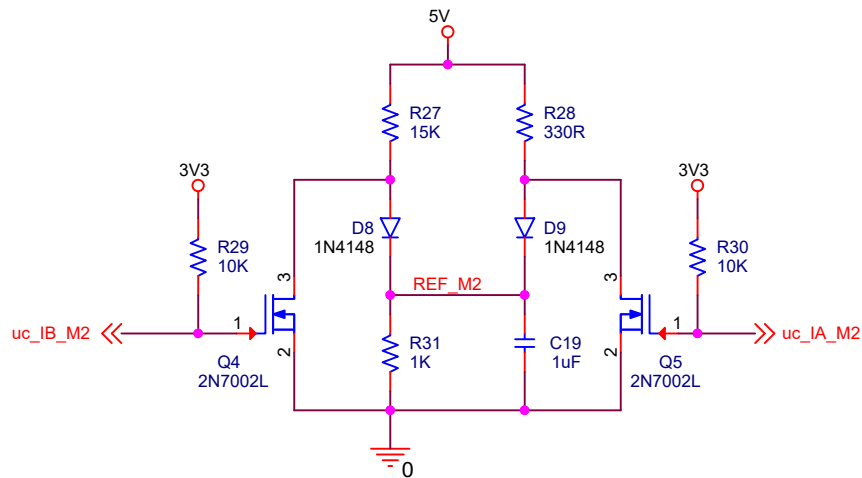 5V
R27
15K
R28
330R
3V3
3V3
R29
10K
D8
1N4148
D9
1N4148
R30
10K
3
3
REF_M2
uc_IB_M2
1
1
uc_IA_M2
2
2
R31
1K
C19
1uF
Q4
2N7002L
Q5
2N7002L
0